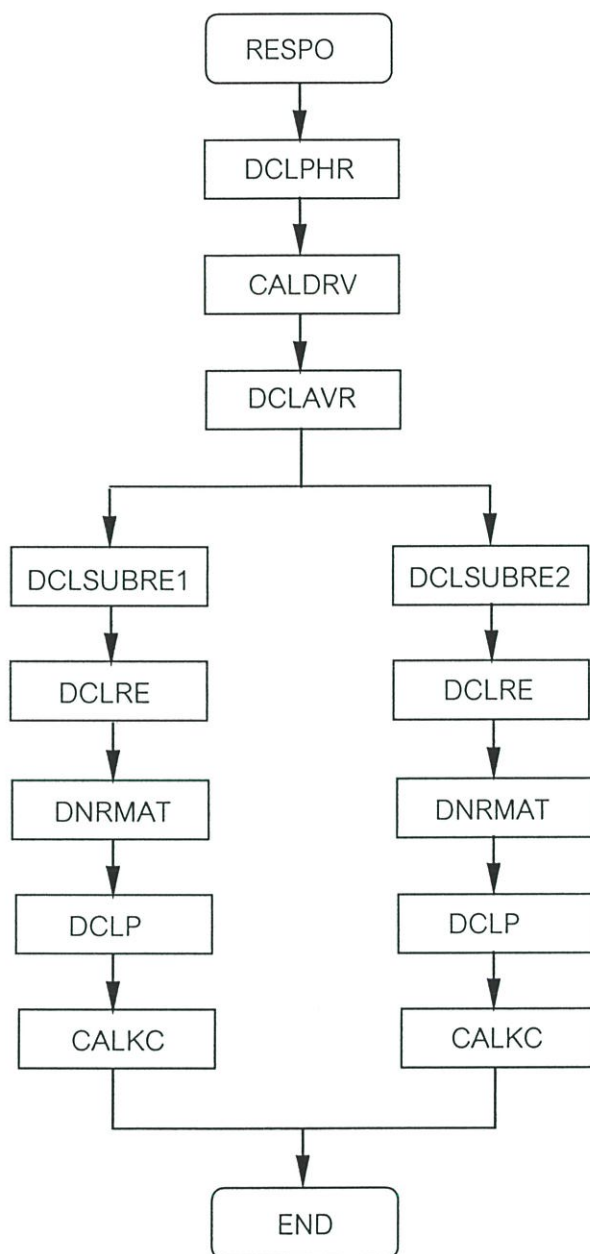 RESPO
DCLPHR
CALDRV
DCLAVR
DCLSUBRE1
DCLRE
DNRMAT
DCLP
CALKC
DCLSUBRE2
DCLRE
DNRMAT
DCLP
CALKC
END